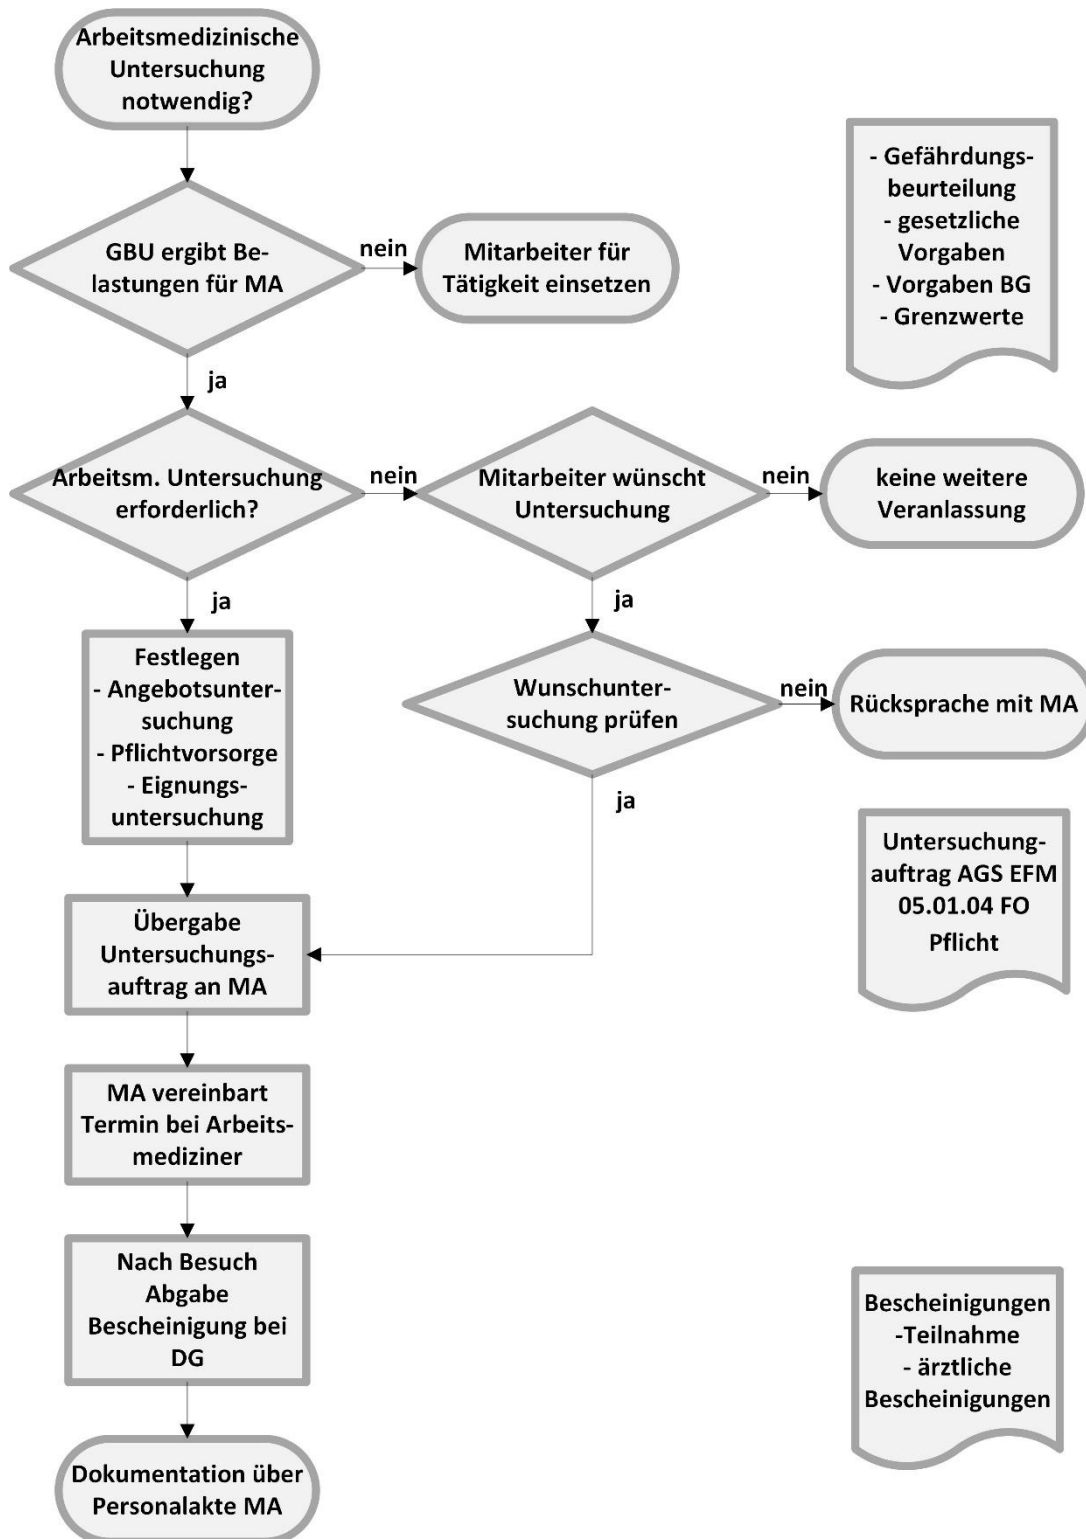 Arbeitsmedizinische
Untersuchung
notwendig?
- Gefährdungs-
beurteilung
- gesetzliche
Vorgaben
- Vorgaben BG
- Grenzwerte
GBU ergibt Be-
lastungen für MA
nein
Mitarbeiter für
Tätigkeit einsetzen
ja
Arbeitsm. Untersuchung
erforderlich?
nein
Mitarbeiter wünscht
Untersuchung
nein
keine weitere
Veranlassung
ja
ja
Festlegen
- Angebotsunter-
suchung
- Pflichtvorsorge
- Eignungs-
untersuchung
Wunschunter-
suchung prüfen
nein
Rücksprache mit MA
ja
Untersuchung-
auftrag AGS EFM
05.01.04 FO
Pflicht
Übergabe
Untersuchungs-
auftrag an MA
MA vereinbart
Termin bei Arbeits-
mediziner
Nach Besuch
Abgabe
Bescheinigung bei
DG
Bescheinigungen
-Teilnahme
- ärztliche
Bescheinigungen
Dokumentation über
Personalakte MA